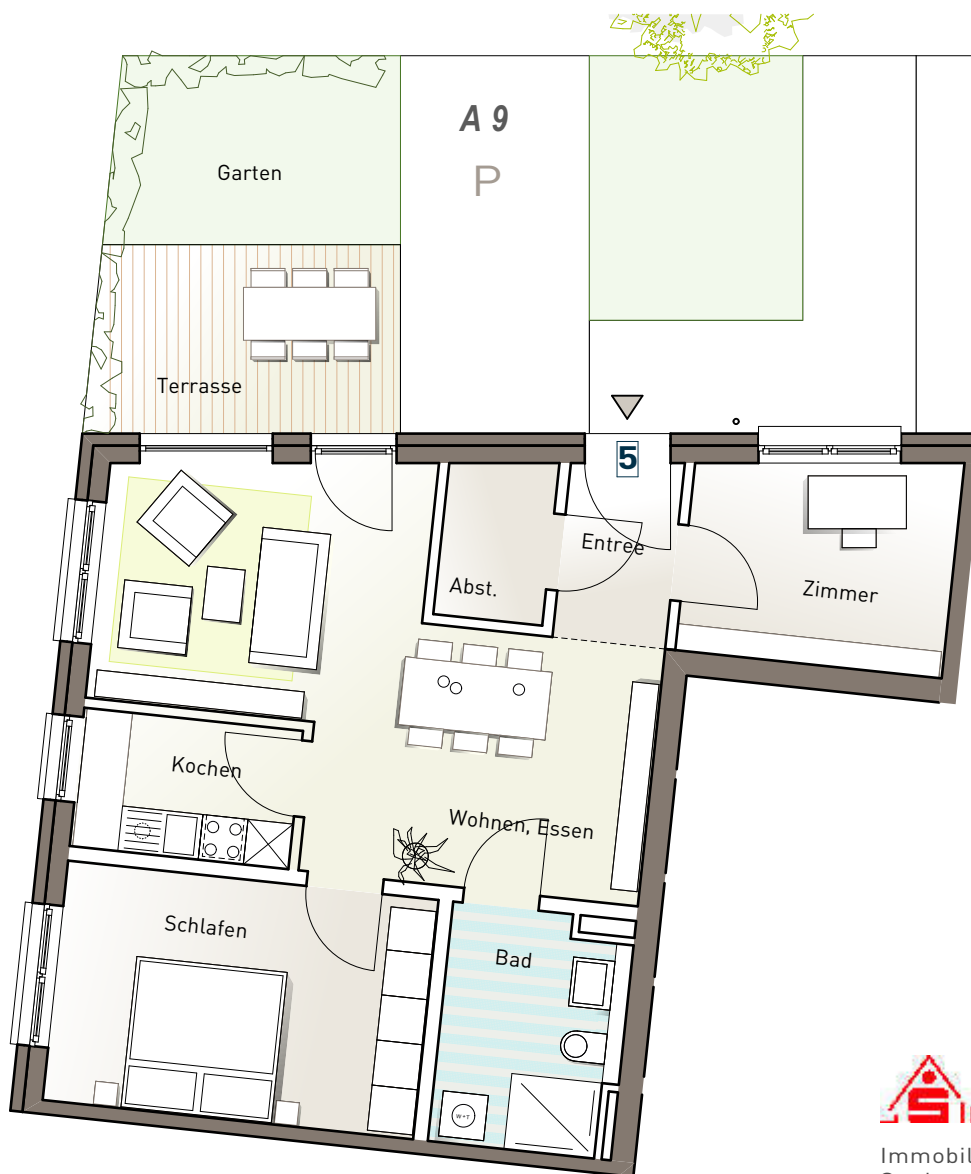 A 9
P
Garten
Terrasse
5
Entree
Abst.
Zimmer
Kochen
Wohnen, Essen
Schlafen
Bad
W+T
S
Immobil